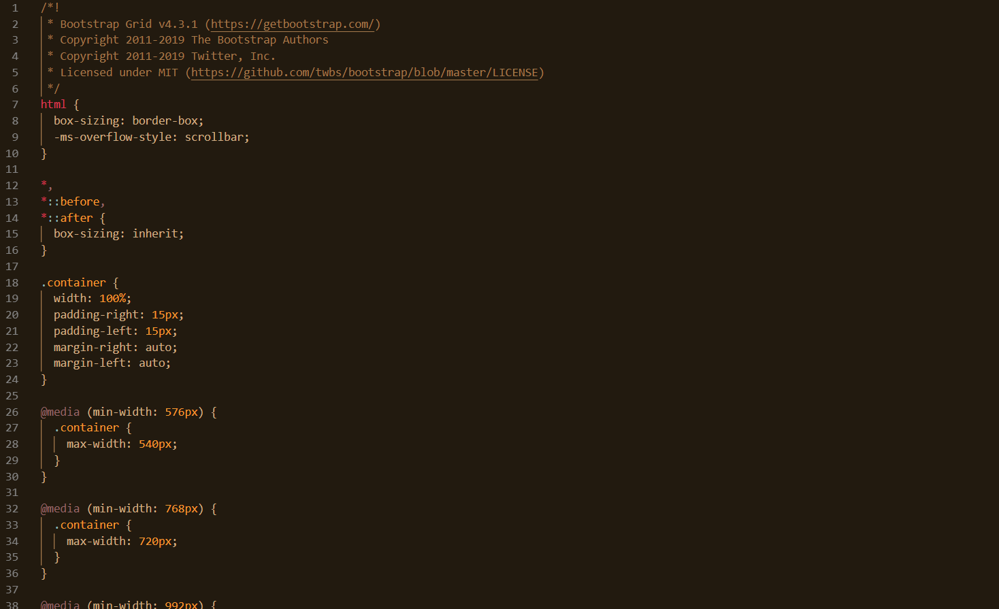 1 /*!
2  * Bootstrap Grid v4.3.1 (https://getbootstrap.com/)
3  * Copyright 2011-2019 The Bootstrap Authors
4  * Copyright 2011-2019 Twitter, Inc.
5  * Licensed under MIT (https://github.com/twbs/bootstrap/blob/master/LICENSE)
6  */
7 html {
8   box-sizing: border-box;
9   -ms-overflow-style: scrollbar;
10 }
11
12 *,
13 *::before,
14 *::after {
15   box-sizing: inherit;
16 }
17
18 .container {
19   width: 100%;
20   padding-right: 15px;
21   padding-left: 15px;
22   margin-right: auto;
23   margin-left: auto;
24 }
25
26 @media (min-width: 576px) {
27   .container {
28     max-width: 540px;
29   }
30 }
31
32 @media (min-width: 768px) {
33   .container {
34     max-width: 720px;
35   }
36 }
37
38 @media (min-width: 992px) {